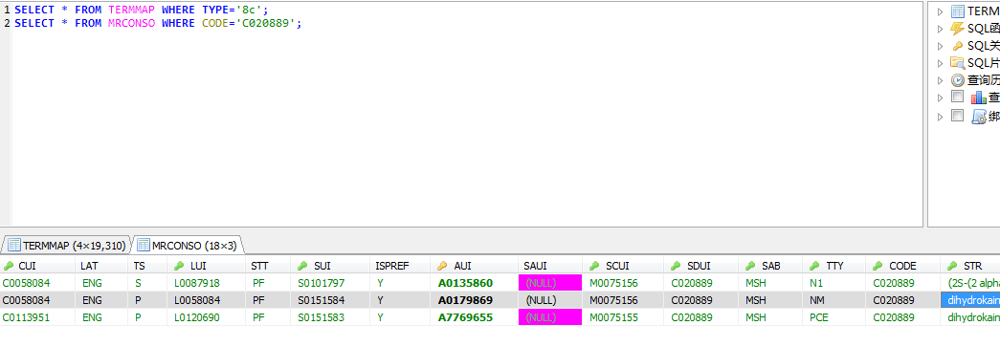 1 SELECT * FROM TERMMAP WHERE TYPE='8c';
2 SELECT * FROM MRCONSO WHERE CODE='C020889';
TERM
SQL函
SQL关
SQL片
查询历
查
绑
TERMMAP (4×19,310) MRCONSO (18×3)
CUI LAT TS LUI STT SUI ISPREF AUI SAUI SCUI SDUI SAB TTY CODE STR
C0058084 ENG S L0087918 PF S0101797 Y A0135860 (NULL) M0075156 C020889 MSH N1 C020889 (2S-(2 alph
C0058084 ENG P L0058084 PF S0151584 Y A0179869 (NULL) M0075156 C020889 MSH NM C020889 dihydrokain
C0113951 ENG P L0120690 PF S0151583 Y A7769655 (NULL) M0075155 C020889 MSH PCE C020889 dihydrokain